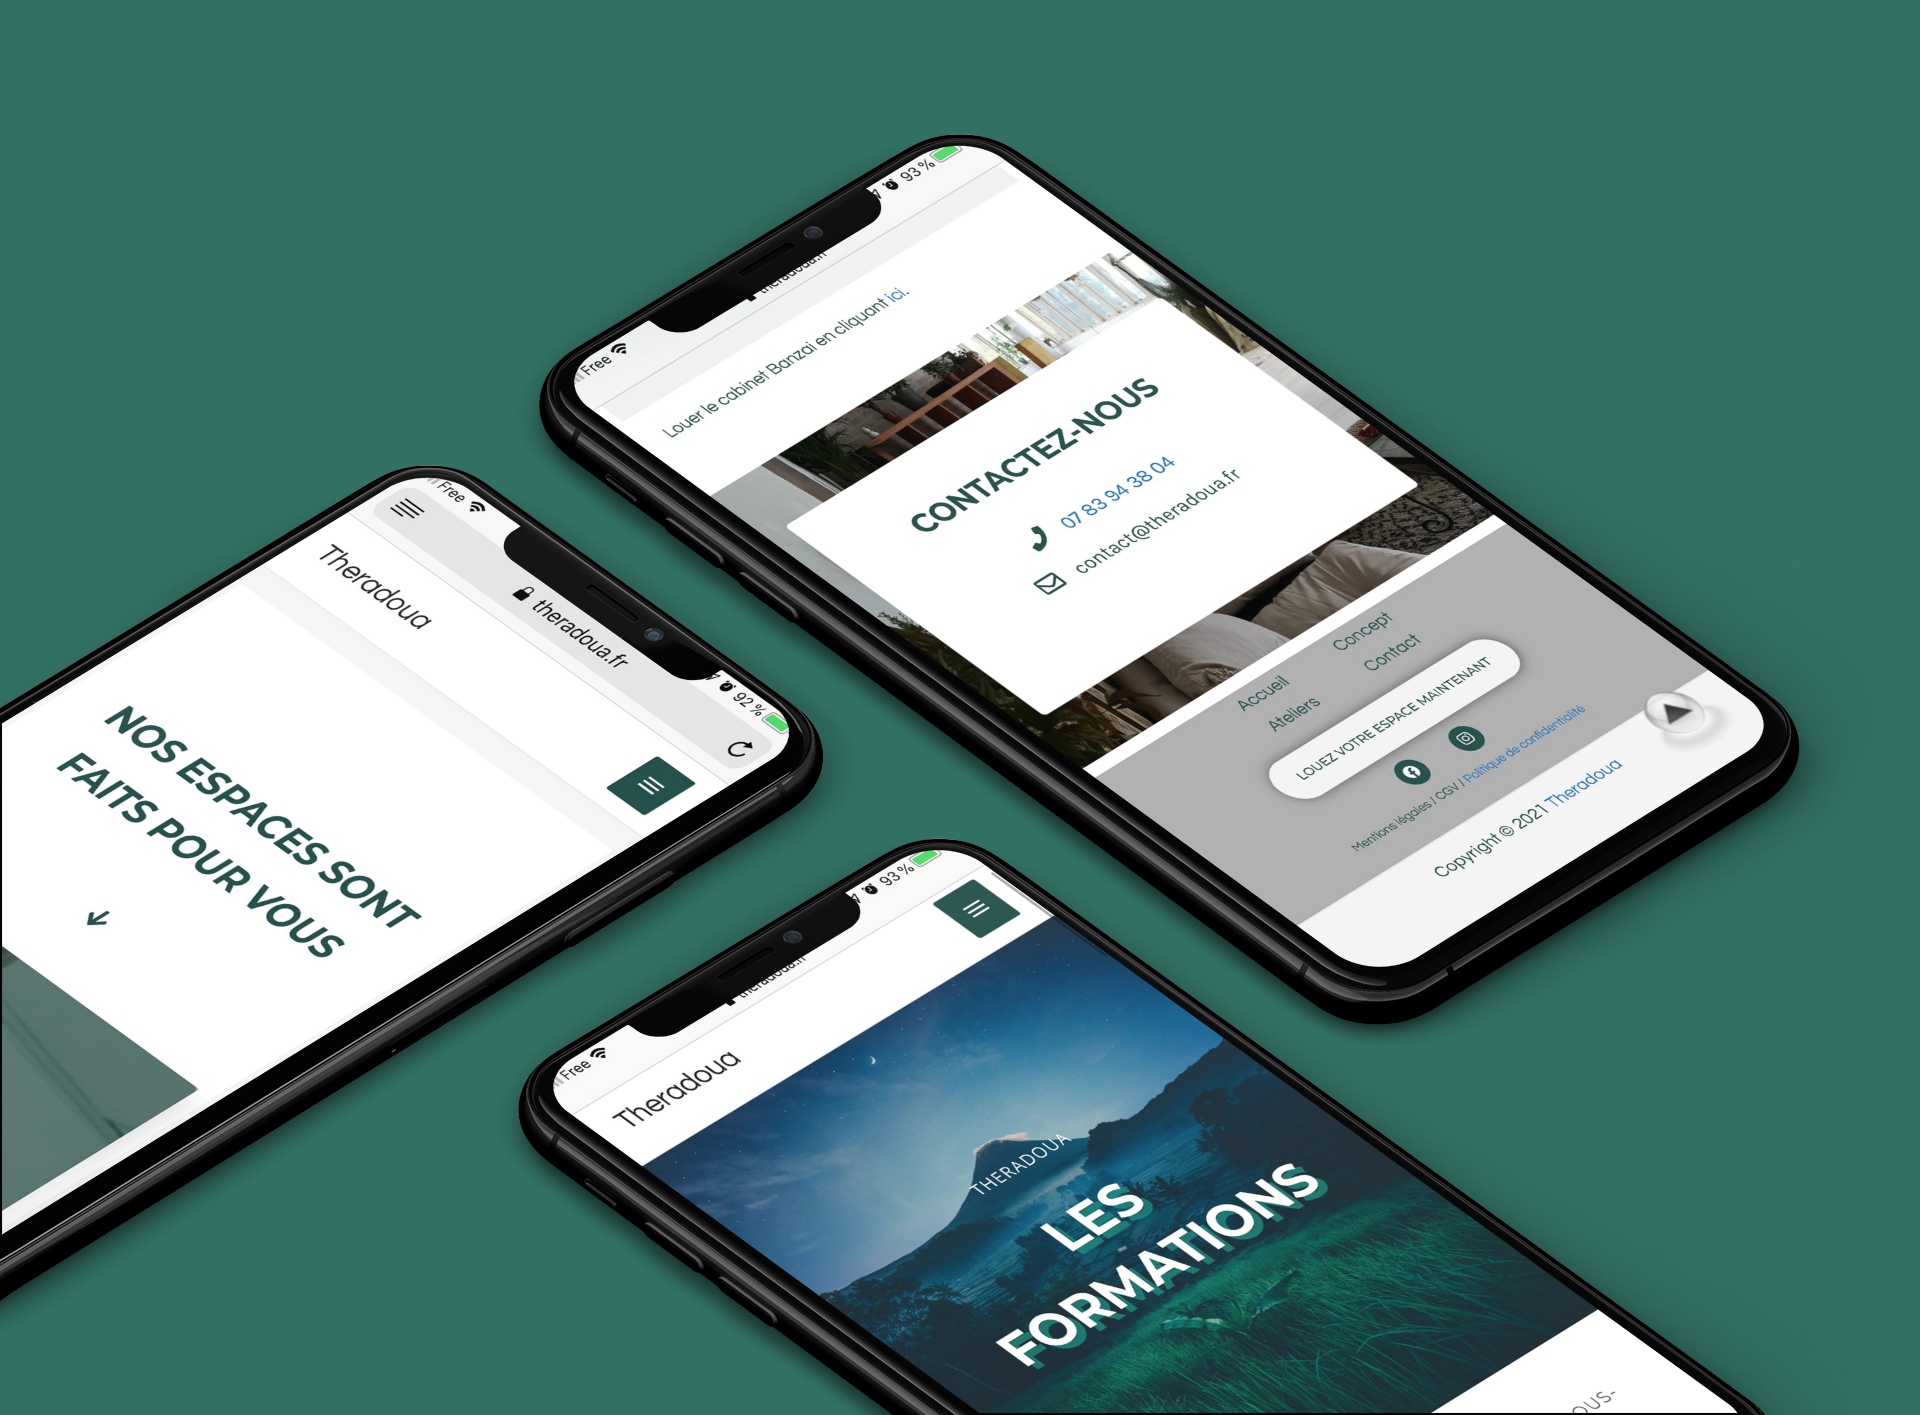 Free
93 %
theradoua.fr
Louer le cabinet Banzai en cliquant ici.
CONTACTEZ-NOUS
07 83 94 38 04
contact@theradoua.fr
Accueil
Concept
Ateliers
Contact
LOUEZ VOTRE ESPACE MAINTENANT
Mentions légales / CGV / Politique de confidentialité
Copyright © 2021 Theradoua
Free
92 %
theradoua.fr
Theradoua
NOS ESPACES SONT
FAITS POUR VOUS
Free
93 %
theradoua.fr
Theradoua
THERADOUA
LES
FORMATIONS
OUS-